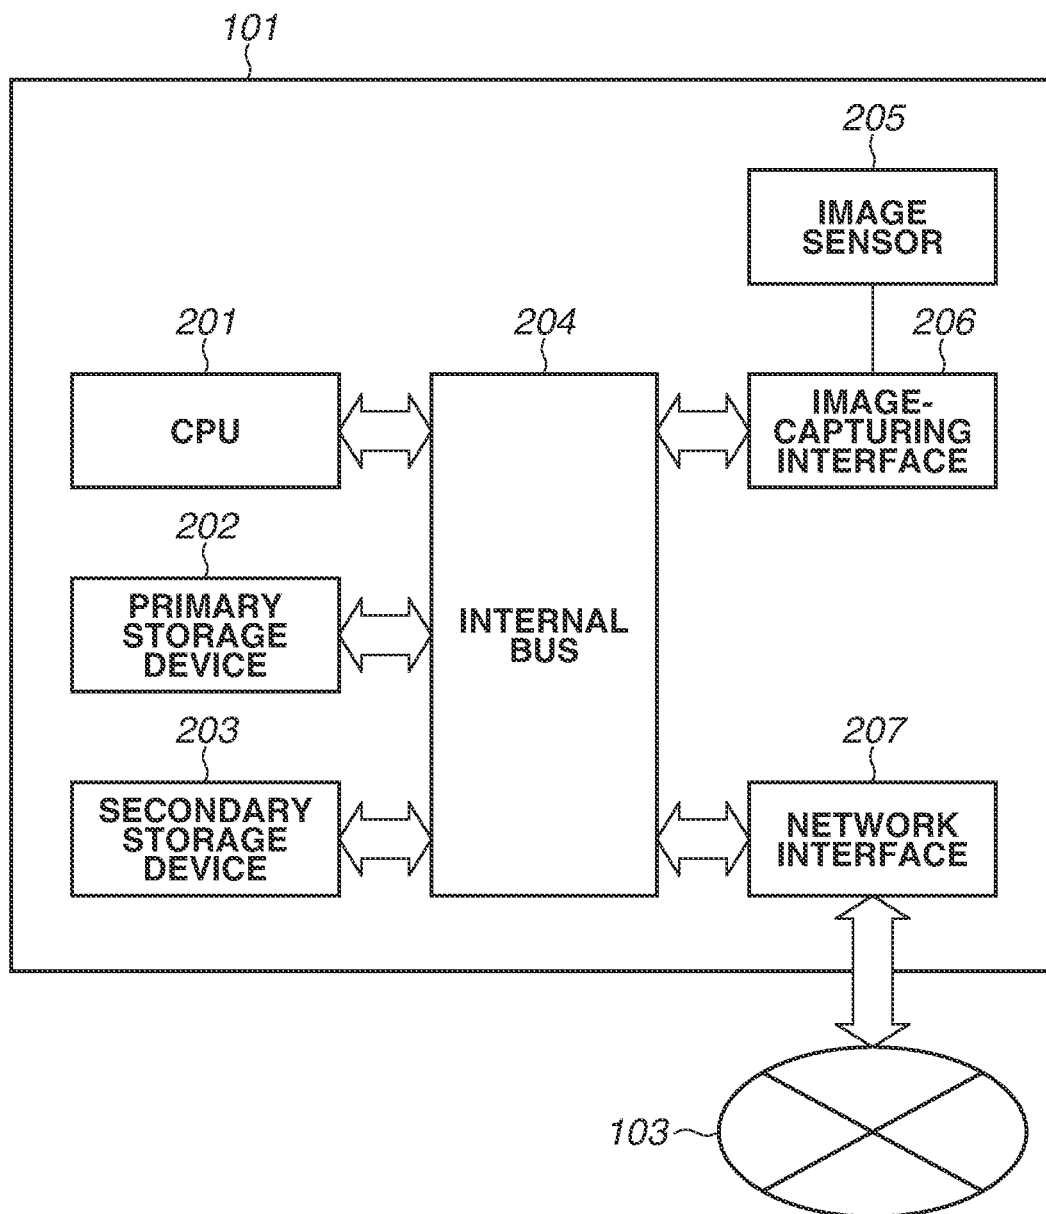 101
205
IMAGE
SENSOR
201
204
206
CPU
IMAGE-
CAPTURING
INTERFACE
202
PRIMARY
STORAGE
DEVICE
INTERNAL
BUS
203
207
SECONDARY
STORAGE
DEVICE
NETWORK
INTERFACE
103